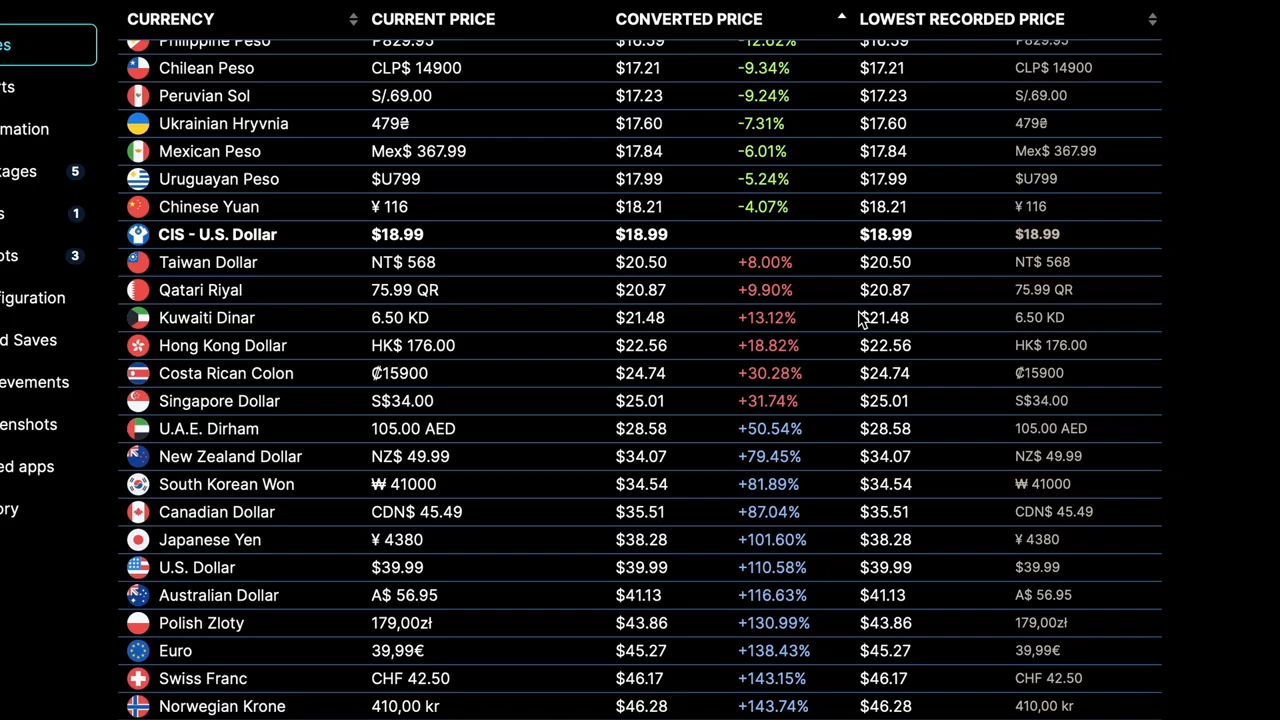 CURRENCY CURRENT PRICE CONVERTED PRICE LOWEST RECORDED PRICE
Philippine Peso ₱829.95 $16.59 -12.62% $16.59 ₱829.95
es
Chilean Peso CLP$ 14900 $17.21 -9.34% $17.21 CLP$ 14900
rts
Peruvian Sol S/.69.00 $17.23 -9.24% $17.23 S/.69.00
mation
Ukrainian Hryvnia 479₴ $17.60 -7.31% $17.60 479₴
Mexican Peso Mex$ 367.99 $17.84 -6.01% $17.84 Mex$ 367.99
kages 5
Uruguayan Peso $U799 $17.99 -5.24% $17.99 $U799
s 1
Chinese Yuan ¥ 116 $18.21 -4.07% $18.21 ¥ 116
CIS - U.S. Dollar $18.99 $18.99 $18.99 $18.99
ots 3
Taiwan Dollar NT$ 568 $20.50 +8.00% $20.50 NT$ 568
Qatari Riyal 75.99 QR $20.87 +9.90% $20.87 75.99 QR
figuration
Kuwaiti Dinar 6.50 KD $21.48 +13.12% $21.48 6.50 KD
d Saves
Hong Kong Dollar HK$ 176.00 $22.56 +18.82% $22.56 HK$ 176.00
Costa Rican Colon ₡15900 $24.74 +30.28% $24.74 ₡15900
evements
Singapore Dollar S$34.00 $25.01 +31.74% $25.01 S$34.00
enshots
U.A.E. Dirham 105.00 AED $28.58 +50.54% $28.58 105.00 AED
New Zealand Dollar NZ$ 49.99 $34.07 +79.45% $34.07 NZ$ 49.99
ed apps
South Korean Won ₩ 41000 $34.54 +81.89% $34.54 ₩ 41000
ory
Canadian Dollar CDN$ 45.49 $35.51 +87.04% $35.51 CDN$ 45.49
Japanese Yen ¥ 4380 $38.28 +101.60% $38.28 ¥ 4380
U.S. Dollar $39.99 $39.99 +110.58% $39.99 $39.99
Australian Dollar A$ 56.95 $41.13 +116.63% $41.13 A$ 56.95
Polish Zloty 179,00zł $43.86 +130.99% $43.86 179,00zł
Euro 39,99€ $45.27 +138.43% $45.27 39,99€
Swiss Franc CHF 42.50 $46.17 +143.15% $46.17 CHF 42.50
Norwegian Krone 410,00 kr $46.28 +143.74% $46.28 410,00 kr